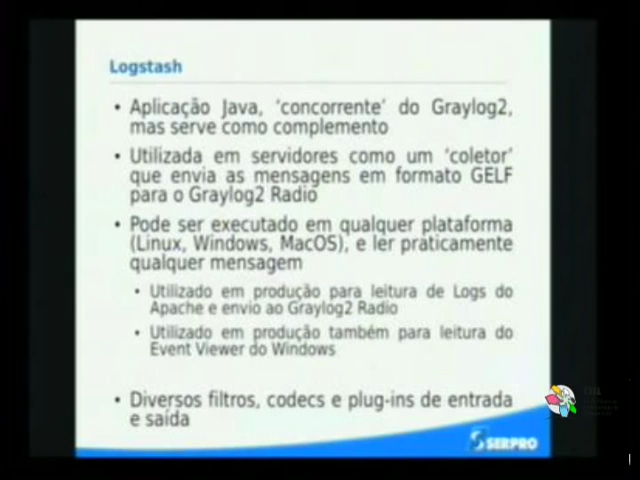 Logstash
• Aplicação Java, ‘concorrente’ do Graylog2,
mas serve como complemento
• Utilizada em servidores como um ‘coletor’
que envia as mensagens em formato GELF
para o Graylog2 Radio
• Pode ser executado em qualquer plataforma
(Linux, Windows, MacOS), e ler praticamente
qualquer mensagem
• Utilizado em produção para leitura de Logs do
Apache e envio ao Graylog2 Radio
• Utilizado em produção também para leitura do
Event Viewer do Windows
• Diversos filtros, codecs e plug-ins de entrada
e saída
SERPRO